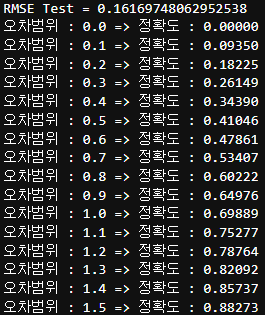 RMSE Test = 0.16169748062952538
오차범위 : 0.0 => 정확도 : 0.00000
오차범위 : 0.1 => 정확도 : 0.09350
오차범위 : 0.2 => 정확도 : 0.18225
오차범위 : 0.3 => 정확도 : 0.26149
오차범위 : 0.4 => 정확도 : 0.34390
오차범위 : 0.5 => 정확도 : 0.41046
오차범위 : 0.6 => 정확도 : 0.47861
오차범위 : 0.7 => 정확도 : 0.53407
오차범위 : 0.8 => 정확도 : 0.60222
오차범위 : 0.9 => 정확도 : 0.64976
오차범위 : 1.0 => 정확도 : 0.69889
오차범위 : 1.1 => 정확도 : 0.75277
오차범위 : 1.2 => 정확도 : 0.78764
오차범위 : 1.3 => 정확도 : 0.82092
오차범위 : 1.4 => 정확도 : 0.85737
오차범위 : 1.5 => 정확도 : 0.88273